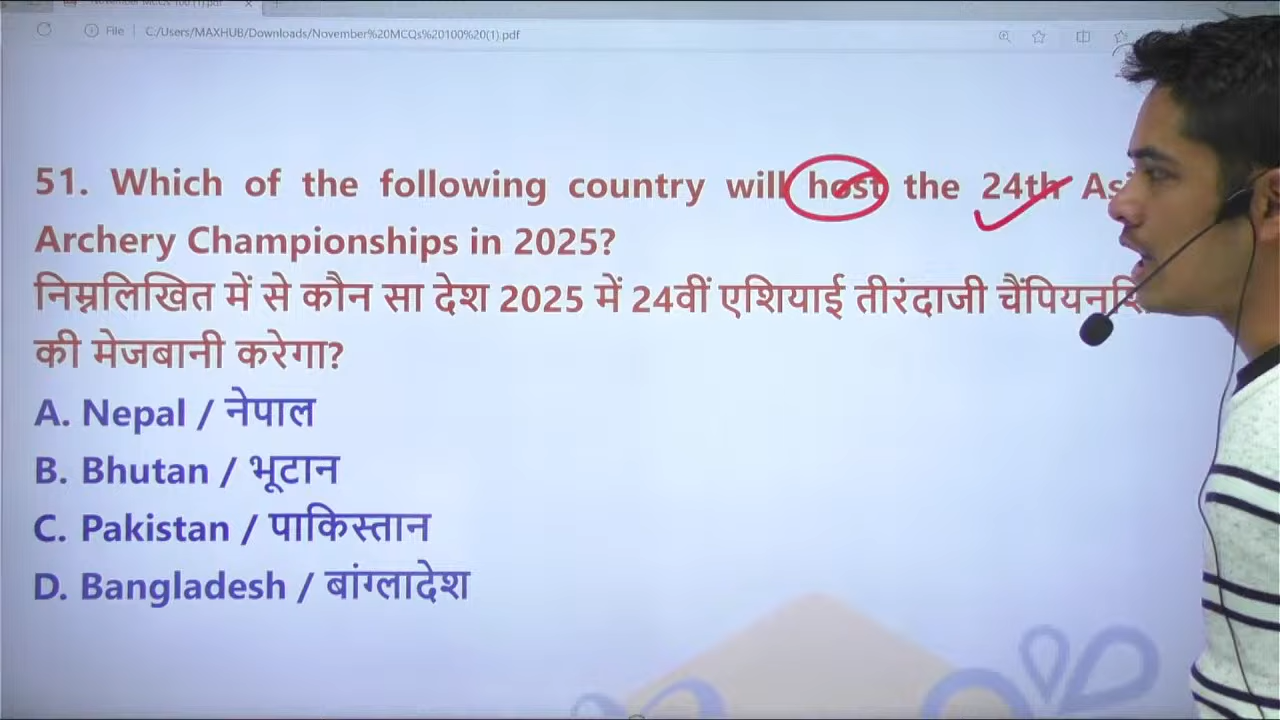 File C:/Users/MAXHUB/Downloads/November%20MCQs%20100%20(1).pdf
51. Which of the following country will host the 24th
Archery Championships in 2025?
निम्नलिखित में से कौन सा देश 2025 में 24वीं एशियाई तीरंदाजी
की मेजबानी करेगा?
A. Nepal / नेपाल
B. Bhutan / भूटान
C. Pakistan / पाकिस्तान
D. Bangladesh / बांग्लादेश